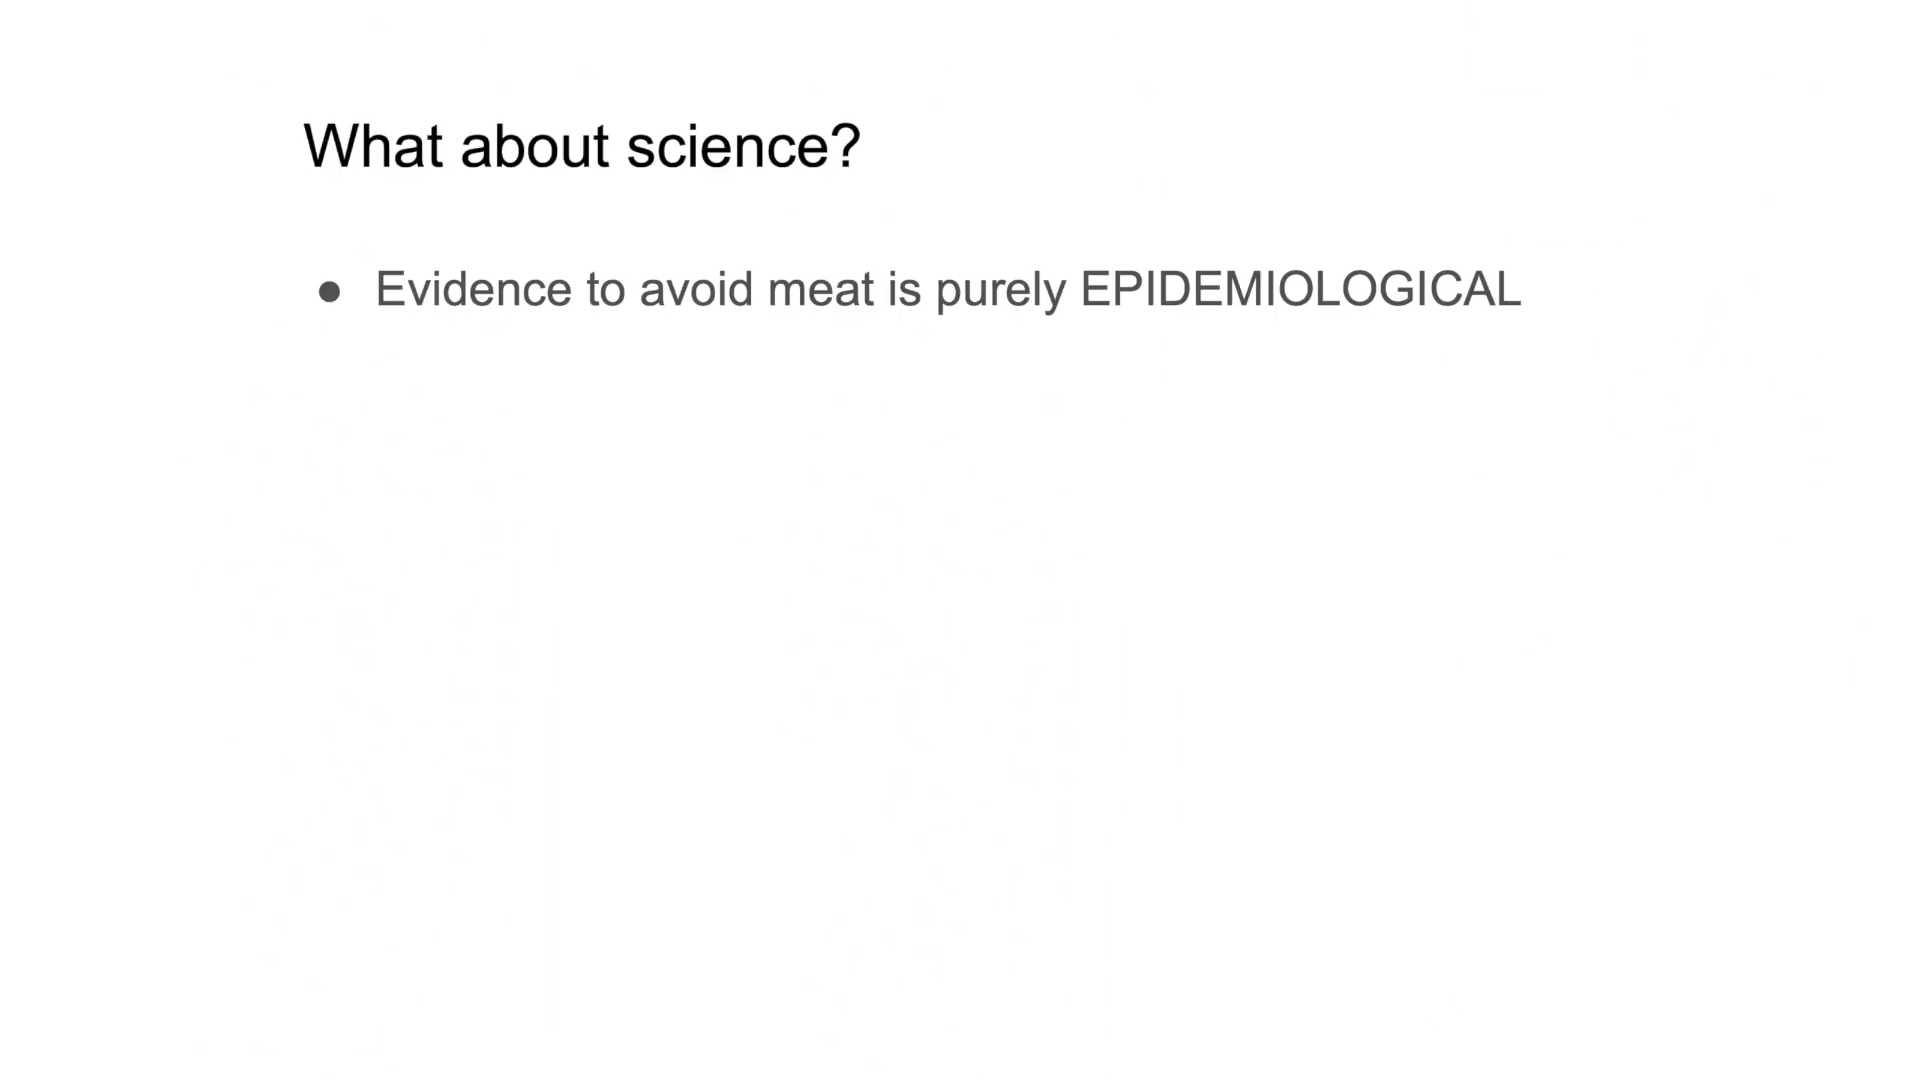 What about science?
● Evidence to avoid meat is purely EPIDEMIOLOGICAL